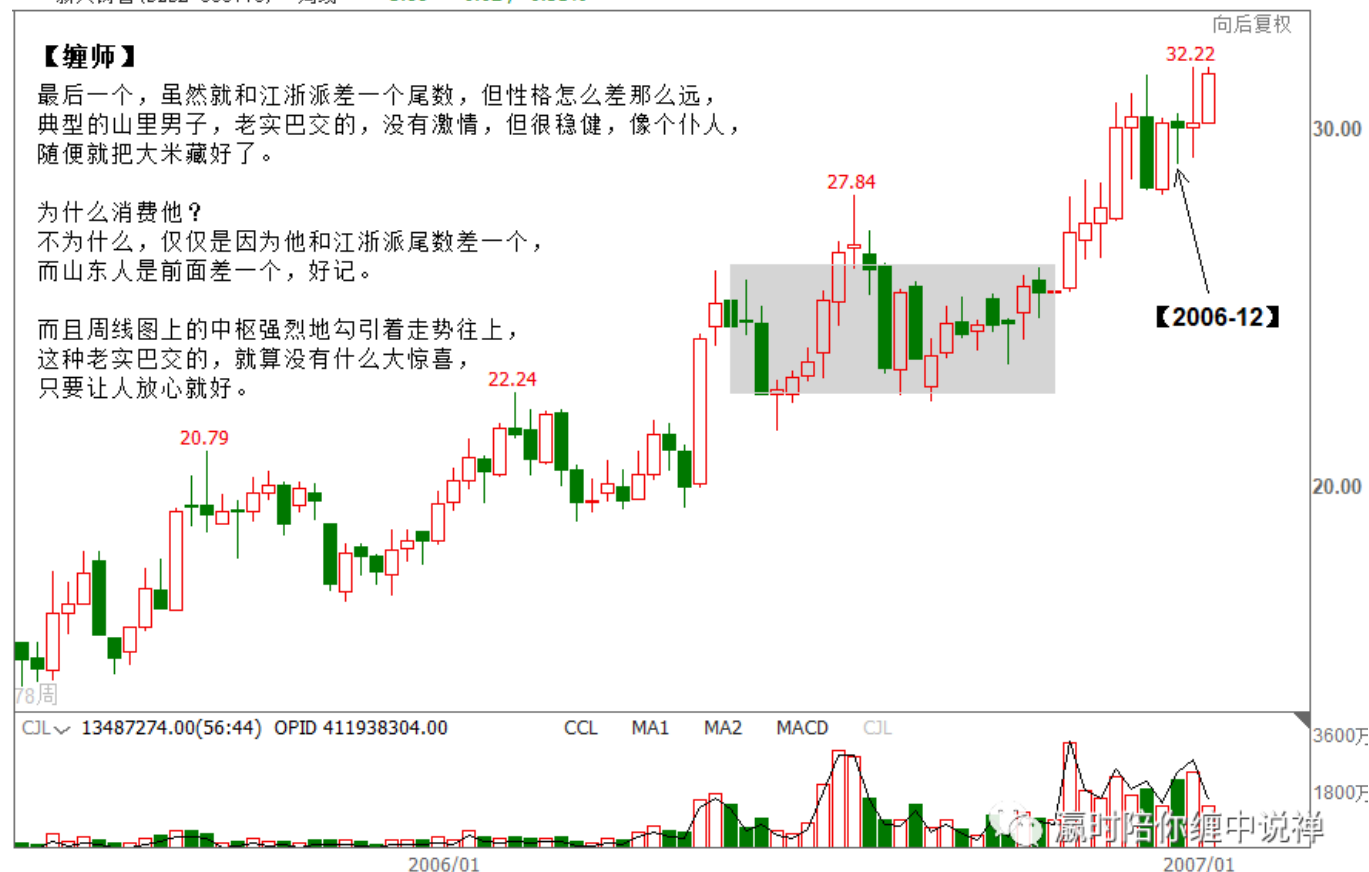 向后复权
【缠师】
32.22
最后一个，虽然就和江浙派差一个尾数，但性格怎么差那么远，
典型的山里男子，老实巴交的，没有激情，但很稳健，像个仆人，
随便就把大米藏好了。
30.00
27.84
为什么消费他？
不为什么，仅仅是因为他和江浙派尾数差一个，
而山东人是前面差一个，好记。
【2006-12】
而且周线图上的中枢强烈地勾引着走势往上，
这种老实巴交的，就算没有什么大惊喜，
只要让人放心就好。
22.24
20.79
20.00
78周
CJL 13487274.00(56:44) OPID 411938304.00 CCL MA1 MA2 MACD CJL
3600万
1800万
瀛时陪你缠中说禅
2006/01 2007/01